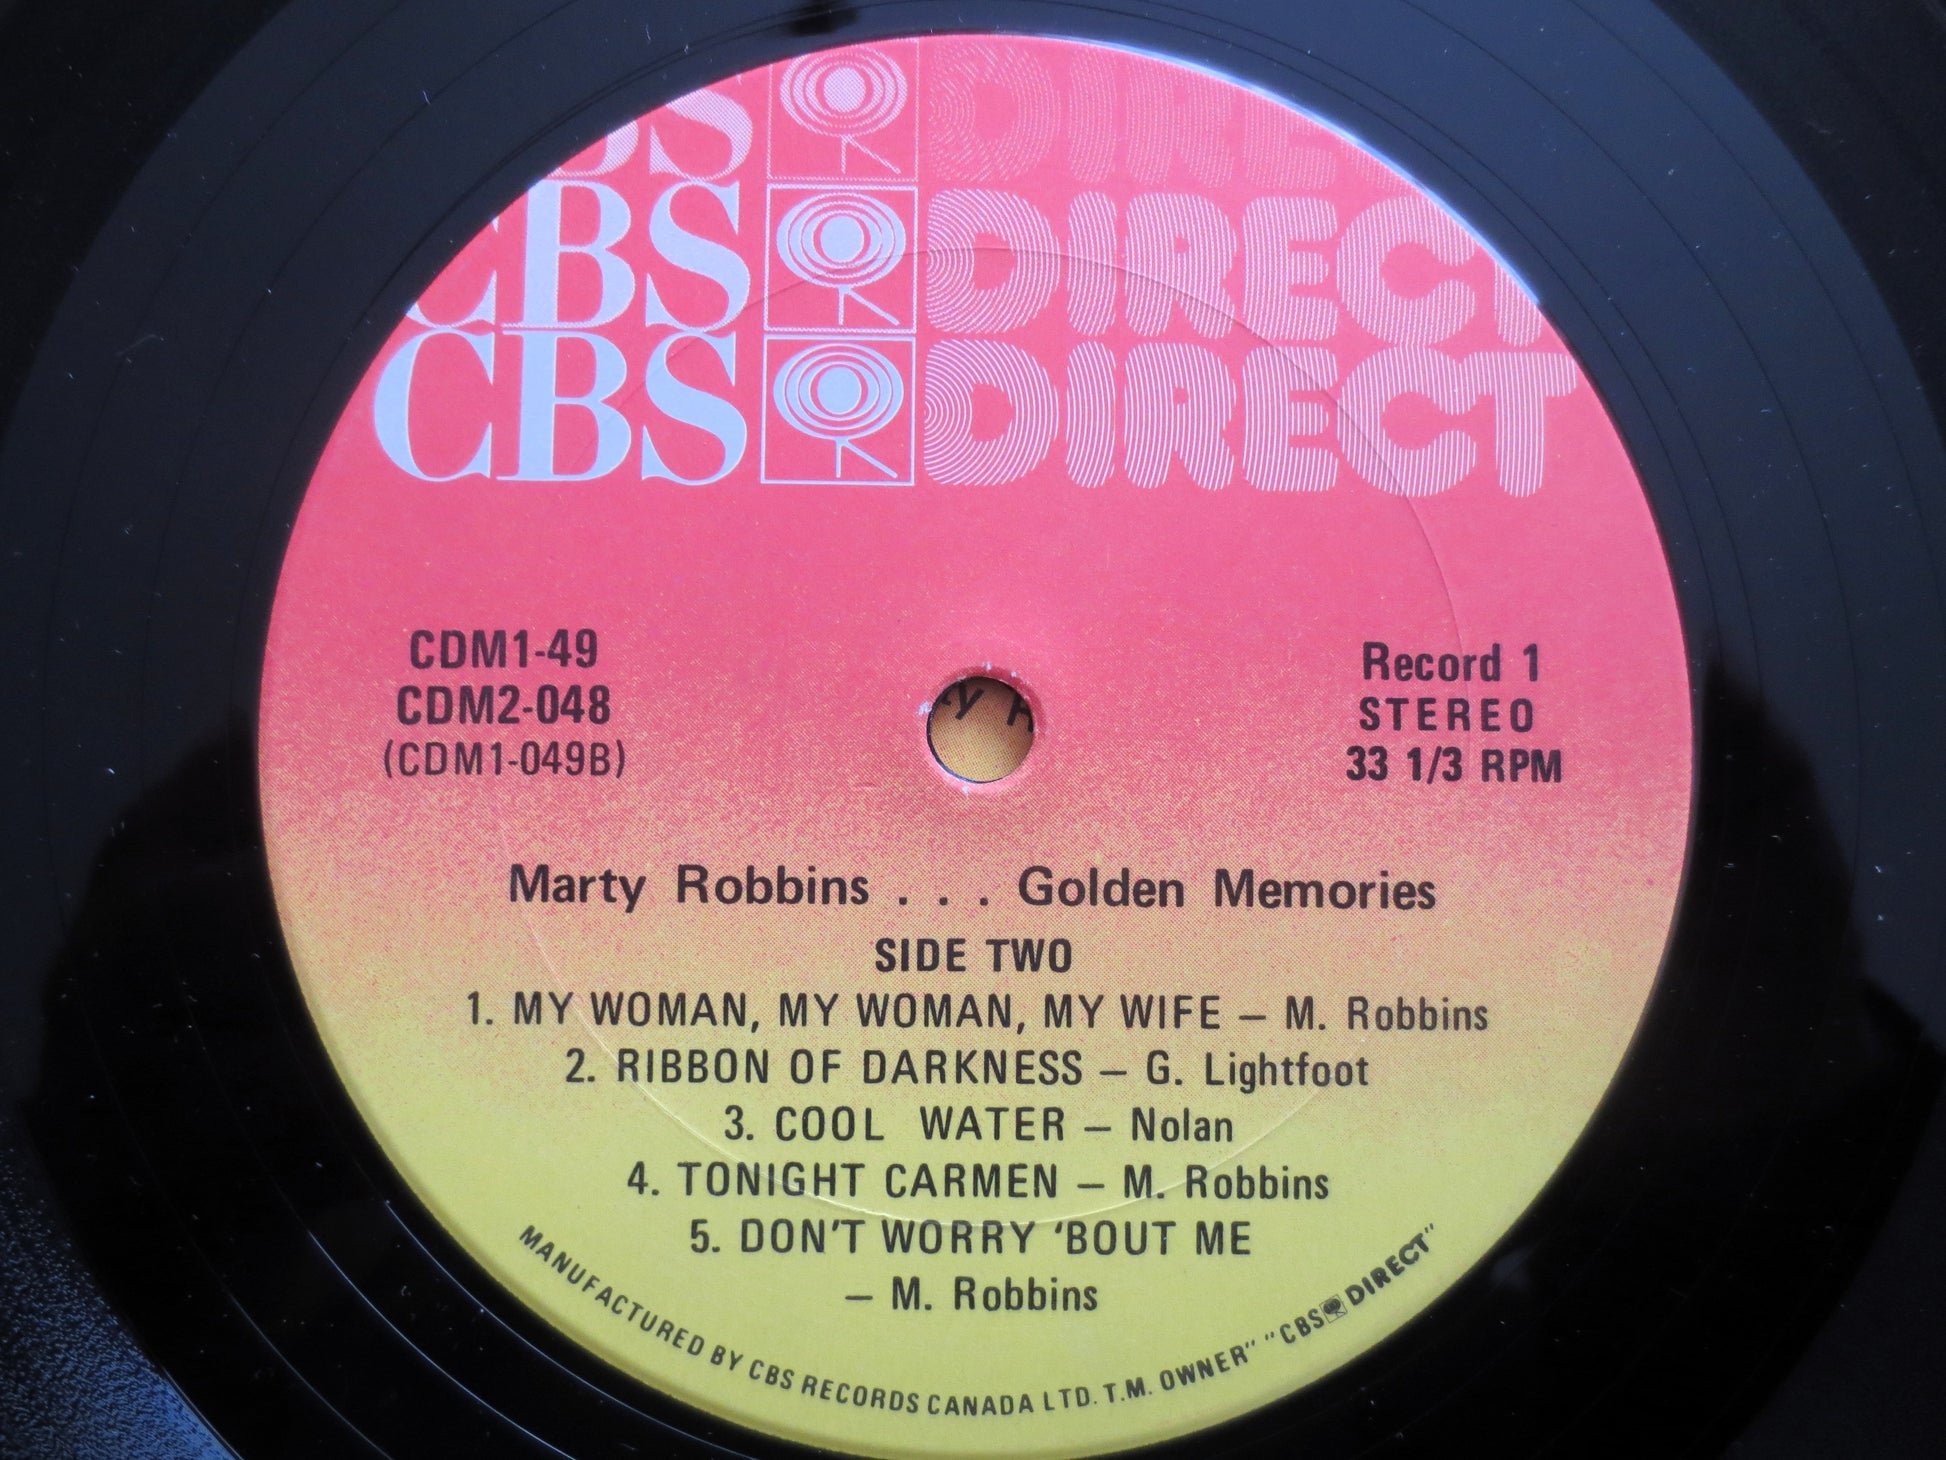 BS DIRE
CBS DIRECT
CBS DIRECT
CDM1-49
CDM2-048
(CDM1-049B)
Record 1
STEREO
33 1/3 RPM
Marty Robbins . . . Golden Memories
SIDE TWO
1. MY WOMAN, MY WOMAN, MY WIFE – M. Robbins
2. RIBBON OF DARKNESS – G. Lightfoot
3. COOL WATER – Nolan
4. TONIGHT CARMEN – M. Robbins
5. DON'T WORRY 'BOUT ME
– M. Robbins
MANUFACTURED BY CBS RECORDS CANADA LTD. T.M. OWNER" "CBS DIRECT"